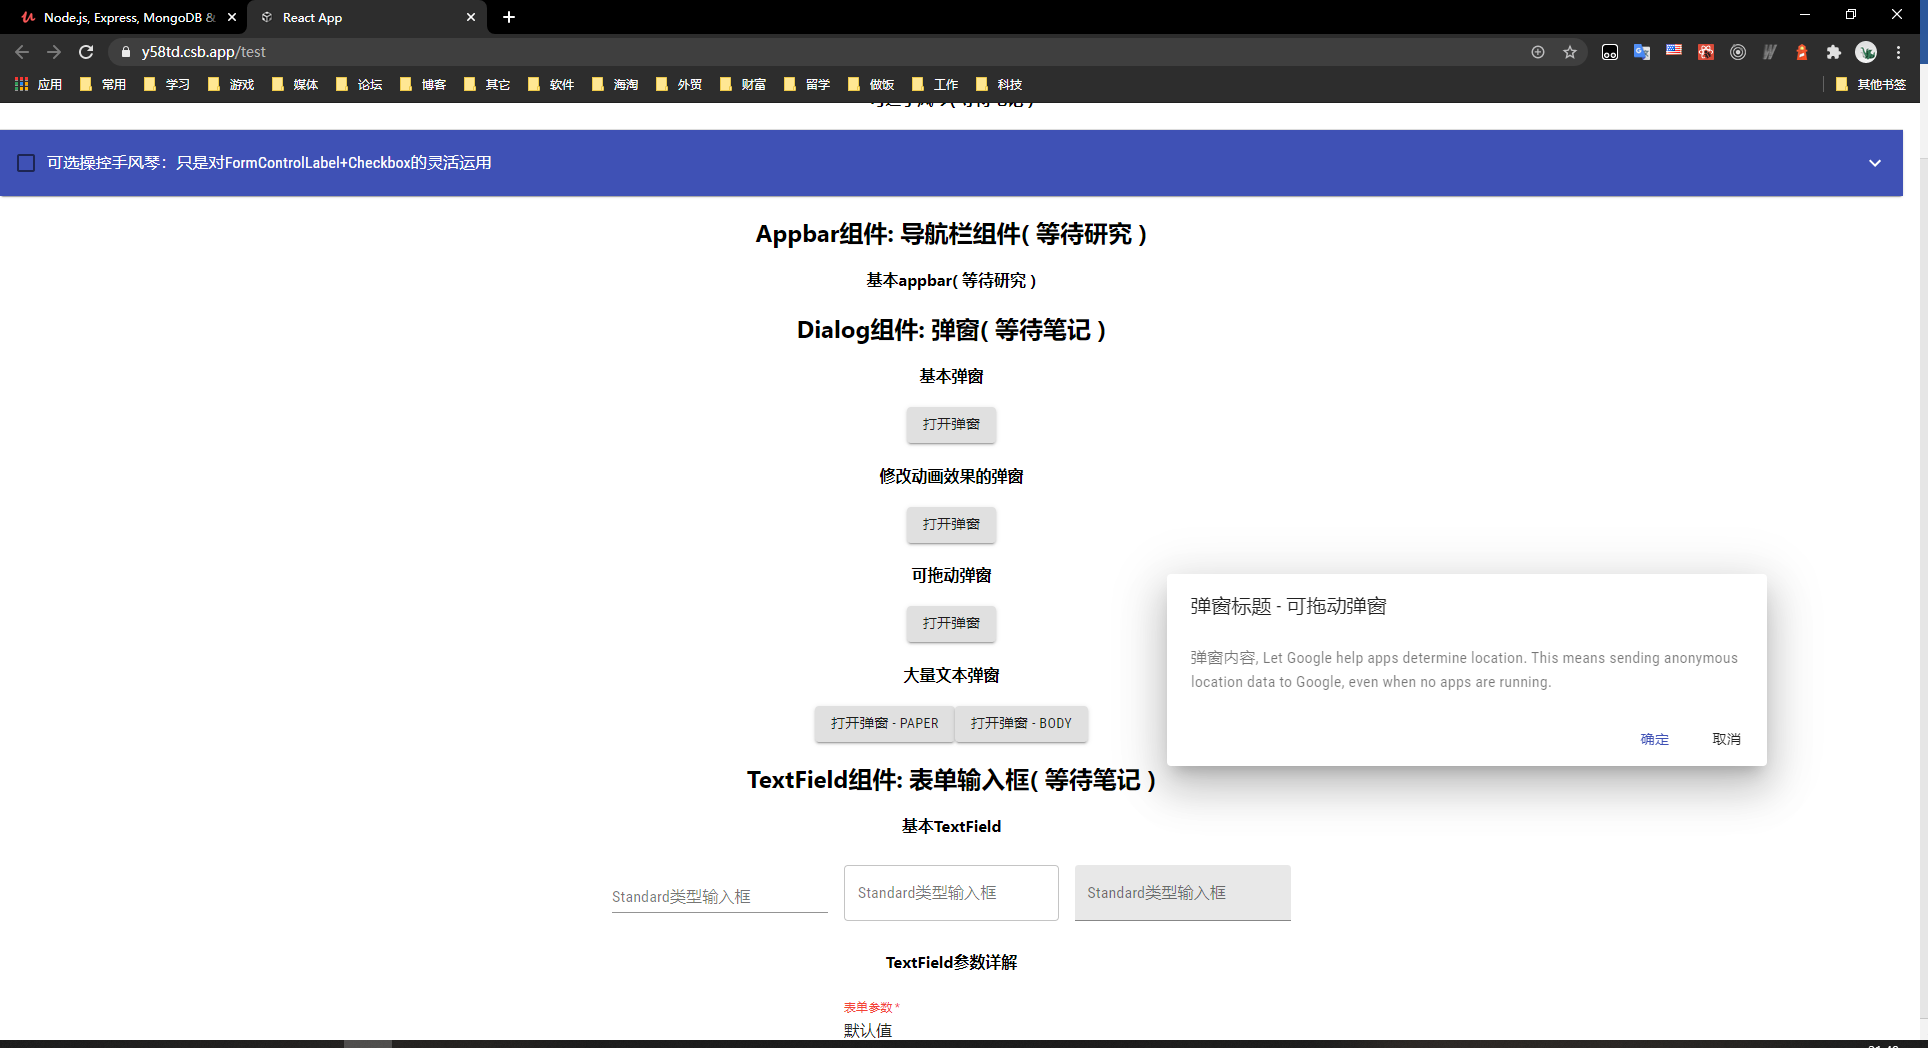 Node.js, Express, MongoDB &
React App
y58td.csb.app/test
应用
常用
学习
游戏
媒体
论坛
博客
其它
软件
海淘
外贸
财富
留学
做饭
工作
科技
其他书签
可选操控手风琴：只是对FormControlLabel+Checkbox的灵活运用
Appbar组件: 导航栏组件( 等待研究 )
基本appbar( 等待研究 )
Dialog组件: 弹窗( 等待笔记 )
基本弹窗
打开弹窗
修改动画效果的弹窗
打开弹窗
可拖动弹窗
打开弹窗
弹窗标题 - 可拖动弹窗
弹窗内容, Let Google help apps determine location. This means sending anonymous
location data to Google, even when no apps are running.
确定
取消
大量文本弹窗
打开弹窗 - PAPER
打开弹窗 - BODY
TextField组件: 表单输入框( 等待笔记 )
基本TextField
Standard类型输入框
Standard类型输入框
Standard类型输入框
TextField参数详解
表单参数 *
默认值